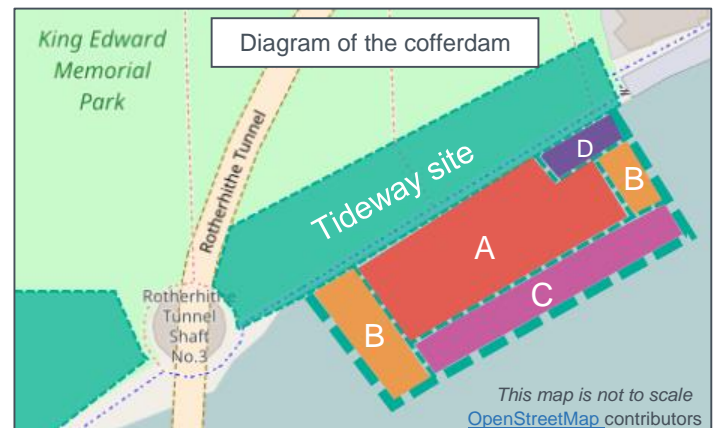 King Edward
Memorial
Park
Diagram of the cofferdam
Rotherhithe Tunnel
Tideway site
D
B
A
C
B
Rotherhithe
Tunnel
Shaft
No.3
This map is not to scale
OpenStreetMap contributors